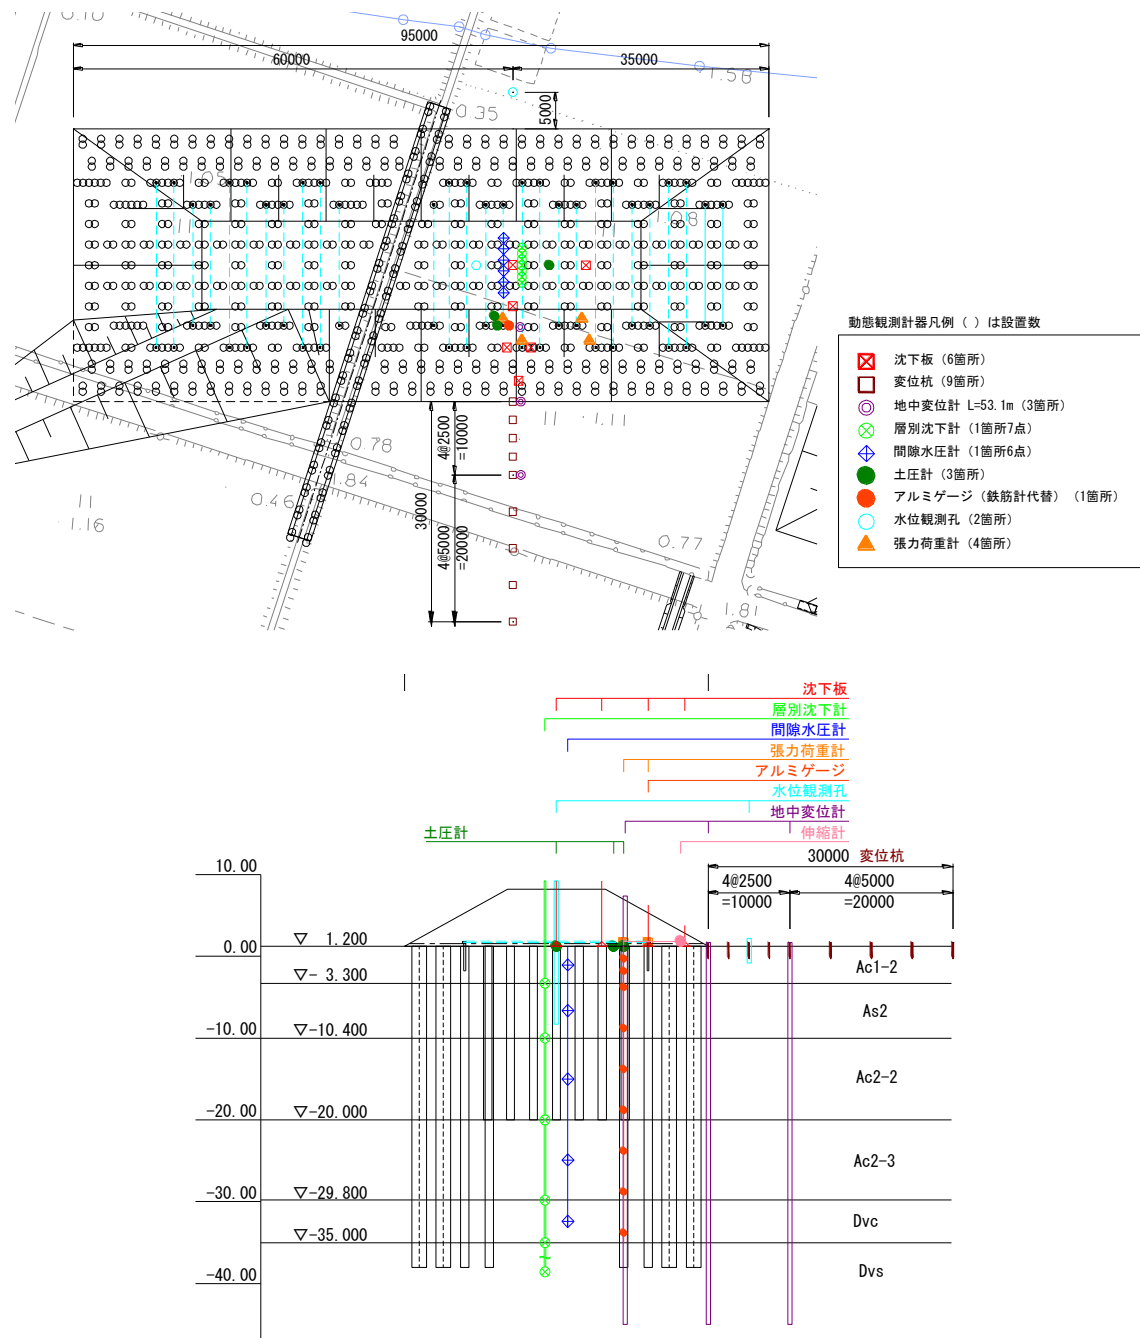 0.10
95000
60000
35000
1.58
5000
0.35
1.05
11
1.08
動態観測計器凡例（ ）は設置数
沈下板（6箇所）
変位杭（9箇所）
地中変位計 L=53.1m（3箇所）
層別沈下計（1箇所7点）
間隙水圧計（1箇所6点）
土圧計（3箇所）
アルミゲージ（鉄筋計代替）（1箇所）
水位観測孔（2箇所）
張力荷重計（4箇所）
11
1.11
0.78
1.84
0.46
11
1.16
4@2500
=10000
30000
4@5000
=20000
0.77
1.81
沈下板
層別沈下計
間隙水圧計
張力荷重計
アルミゲージ
水位観測孔
地中変位計
土圧計
伸縮計
30000 変位杭
4@2500
=10000
4@5000
=20000
10.00
0.00
-10.00
-20.00
-30.00
-40.00
▽ 1.200
▽- 3.300
▽-10.400
▽-20.000
▽-29.800
▽-35.000
Ac1-2
As2
Ac2-2
Ac2-3
Dvc
Dvs